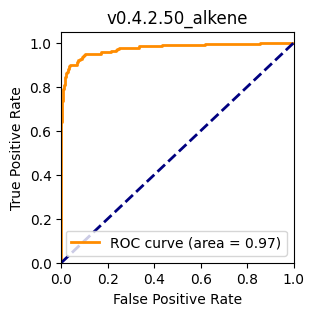 v0.4.2.50_alkene
True Positive Rate
1.0
0.8
0.6
0.4
0.2
0.0
ROC curve (area = 0.97)
0.0 0.2 0.4 0.6 0.8 1.0
False Positive Rate